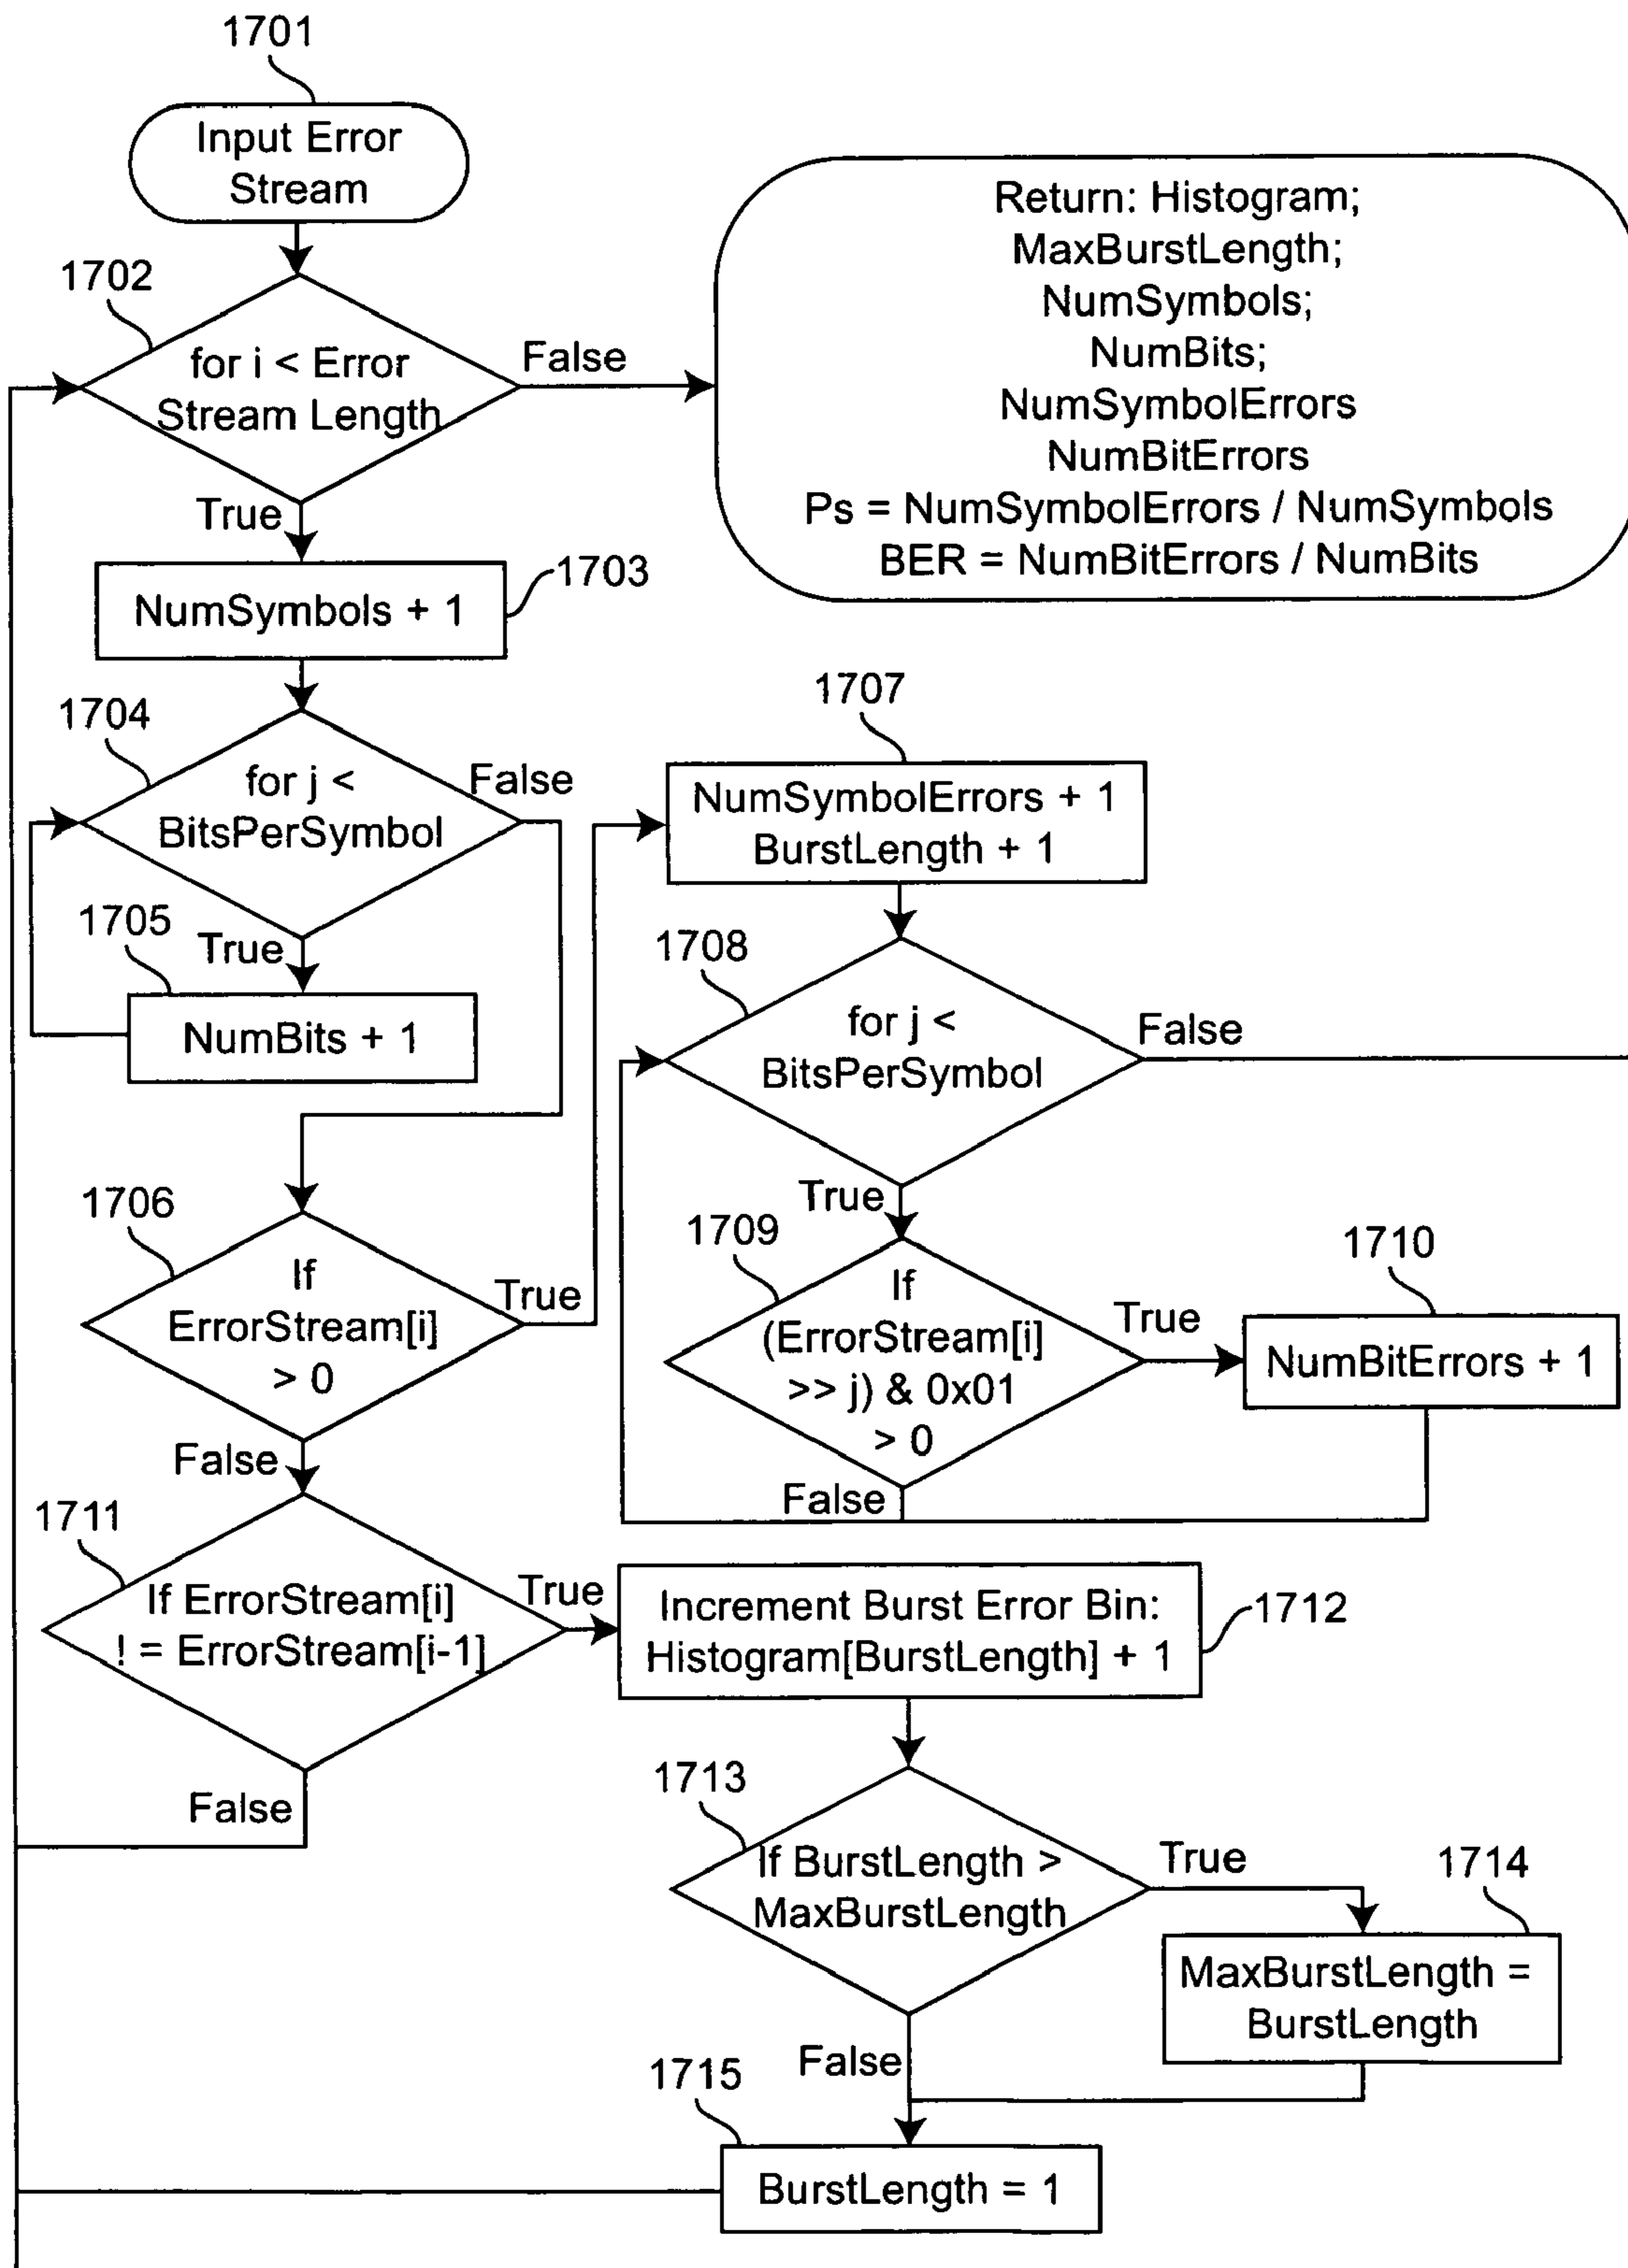 1701
Input Error
Stream
1702
for i < Error
Stream Length
False
True
Return: Histogram;
MaxBurstLength;
NumSymbols;
NumBits;
NumSymbolErrors
NumBitErrors
Ps = NumSymbolErrors / NumSymbols
BER = NumBitErrors / NumBits
1703
NumSymbols + 1
1704
for j <
BitsPerSymbol
False
True
1705
NumBits + 1
1706
If
ErrorStream[i]
> 0
True
False
1707
NumSymbolErrors + 1
BurstLength + 1
1708
for j <
BitsPerSymbol
False
True
1709
If
(ErrorStream[i]
>> j) & 0x01
> 0
True
False
1710
NumBitErrors + 1
1711
If ErrorStream[i]
! = ErrorStream[i-1]
True
False
1712
Increment Burst Error Bin:
Histogram[BurstLength] + 1
1713
If BurstLength >
MaxBurstLength
True
False
1714
MaxBurstLength =
BurstLength
1715
BurstLength = 1